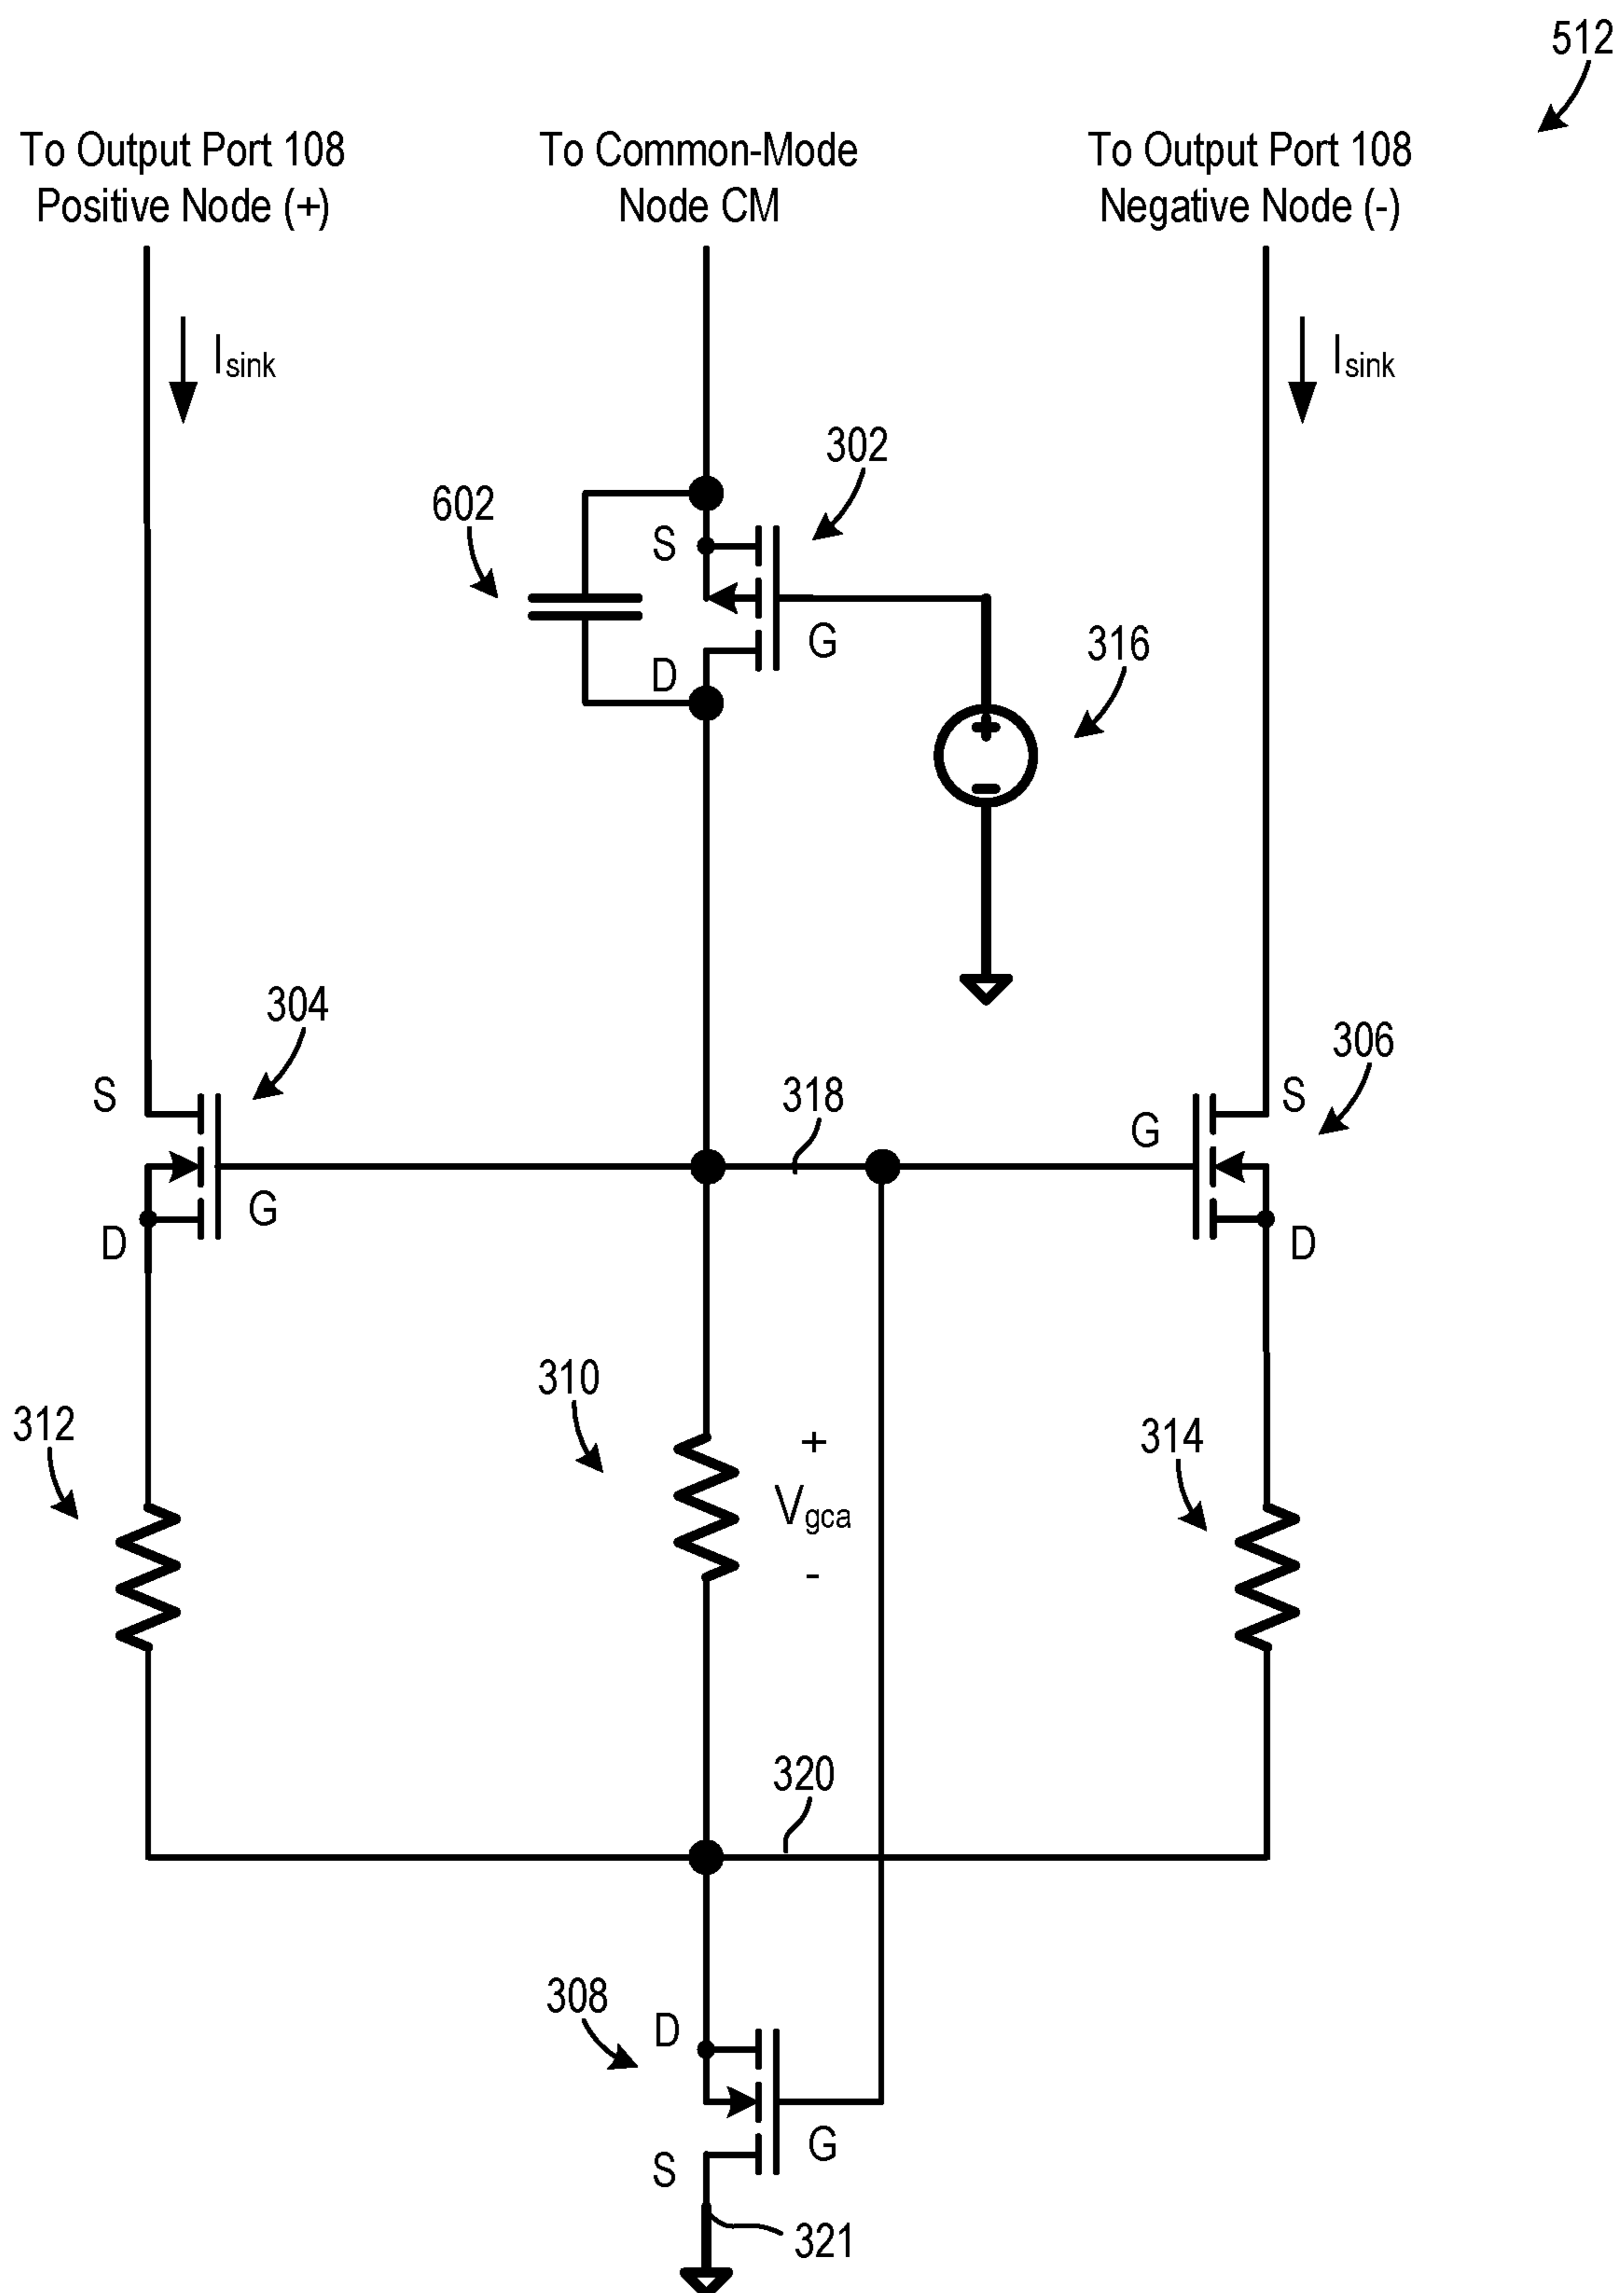 512
To Output Port 108
Positive Node (+)
To Common-Mode
Node CM
To Output Port 108
Negative Node (-)
Isink
Isink
302
602
S
G
D
316
+
-
304
306
S
S
318
G
G
D
D
310
312
314
+
Vgca
-
320
308
D
G
S
321